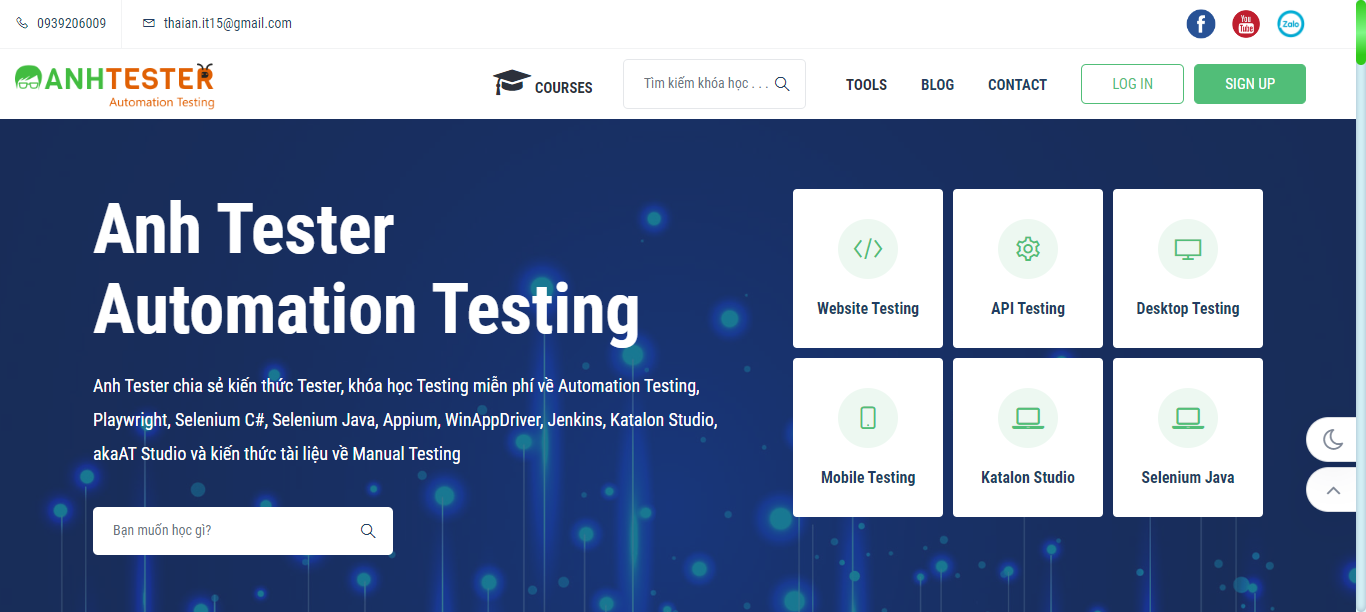 0939206009
thaian.it15@gmail.com
You
Tube
Zalo
ANHTESTER
Automation Testing
COURSES
Tìm kiếm khóa học . . .
TOOLS
BLOG
CONTACT
LOG IN
SIGN UP
Anh Tester
Automation Testing
Anh Tester chia sẻ kiến thức Tester, khóa học Testing miễn phí về Automation Testing,
Playwright, Selenium C#, Selenium Java, Appium, WinAppDriver, Jenkins, Katalon Studio,
akaAT Studio và kiến thức tài liệu về Manual Testing
Bạn muốn học gì?
Website Testing
API Testing
Desktop Testing
Mobile Testing
Katalon Studio
Selenium Java